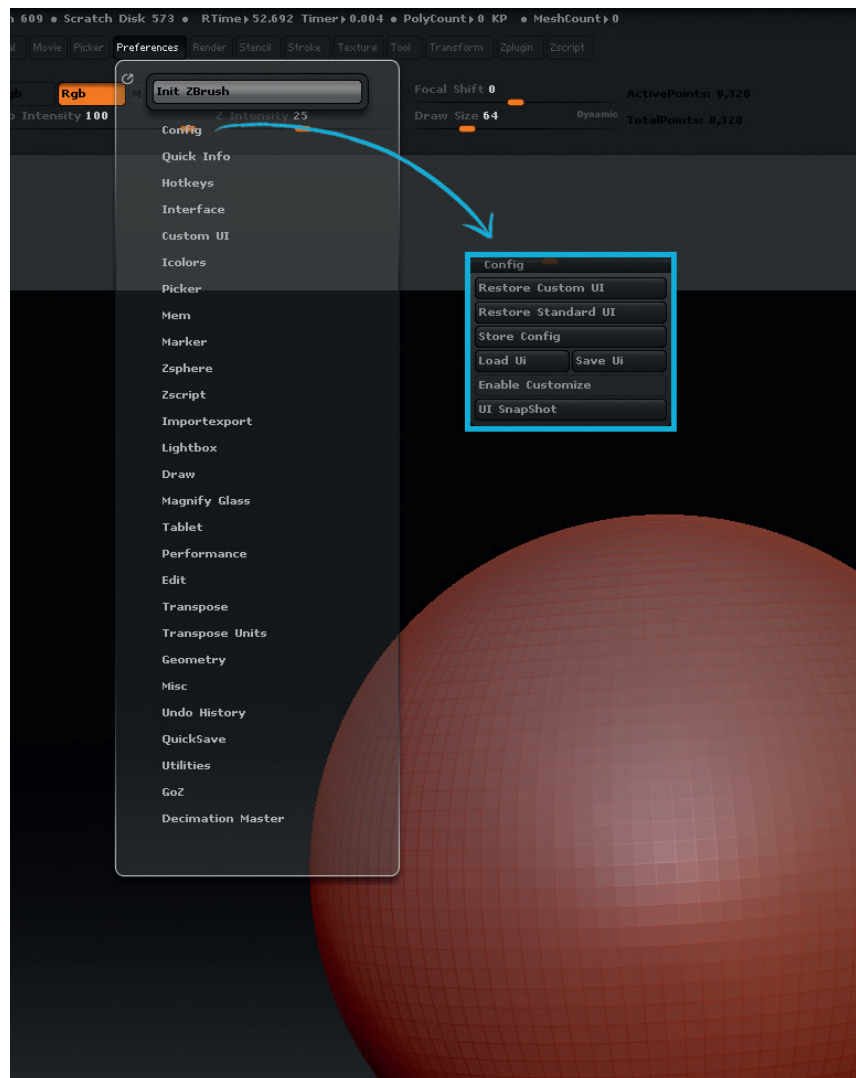 609 ● Scratch Disk 573 ● RTime▸52.692 Timer▸0.004 ● PolyCount▸0 KP ● MeshCount▸0
Movie Picker Preferences Render Stencil Stroke Texture Tool Transform Zplugin Zscript
Rgb M Init ZBrush Focal Shift 0 ActivePoints: 8,320
Intensity 100 Z Intensity 25 Draw Size 64 Dynamic TotalPoints: 8,320
Config
Quick Info
Hotkeys
Interface
Custom UI
Icolors
Picker
Mem
Marker
Zsphere
Zscript
Importexport
Lightbox
Draw
Magnify Glass
Tablet
Performance
Edit
Transpose
Transpose Units
Geometry
Misc
Undo History
QuickSave
Utilities
GoZ
Decimation Master
Config
Restore Custom UI
Restore Standard UI
Store Config
Load Ui Save Ui
Enable Customize
UI SnapShot